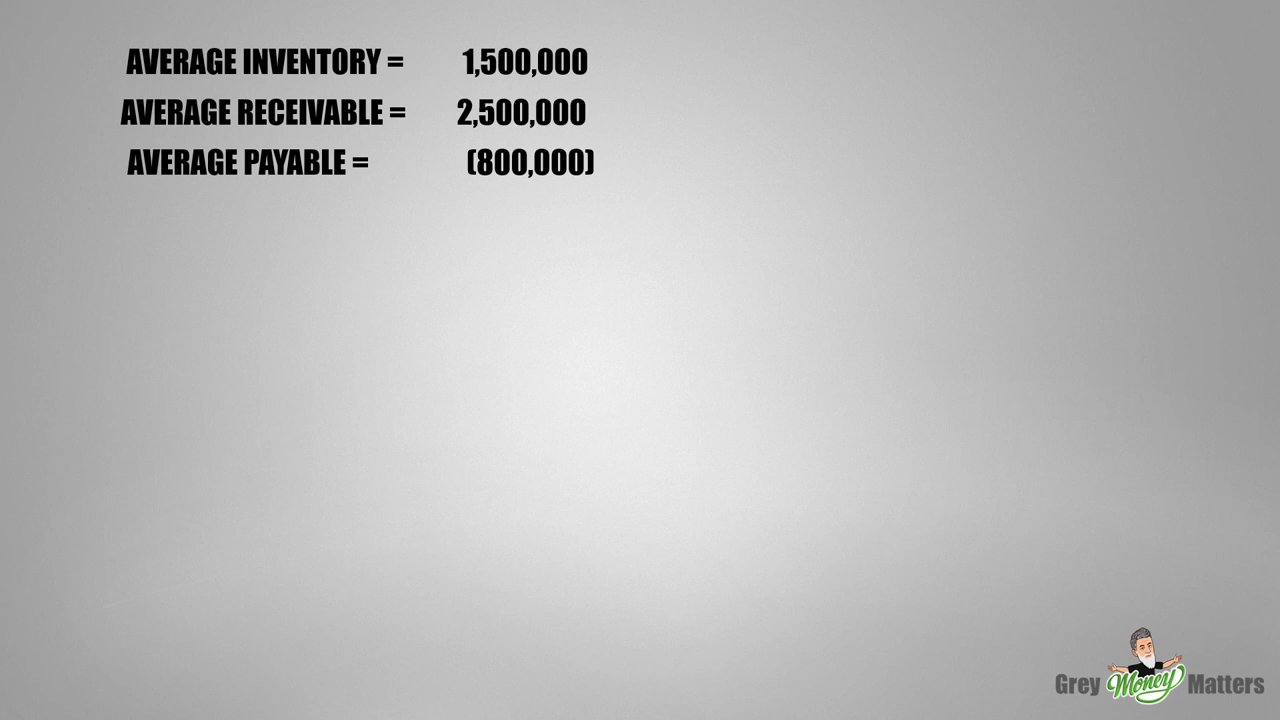 AVERAGE INVENTORY = 1,500,000
AVERAGE RECEIVABLE = 2,500,000
AVERAGE PAYABLE = (800,000)
Grey Money Matters